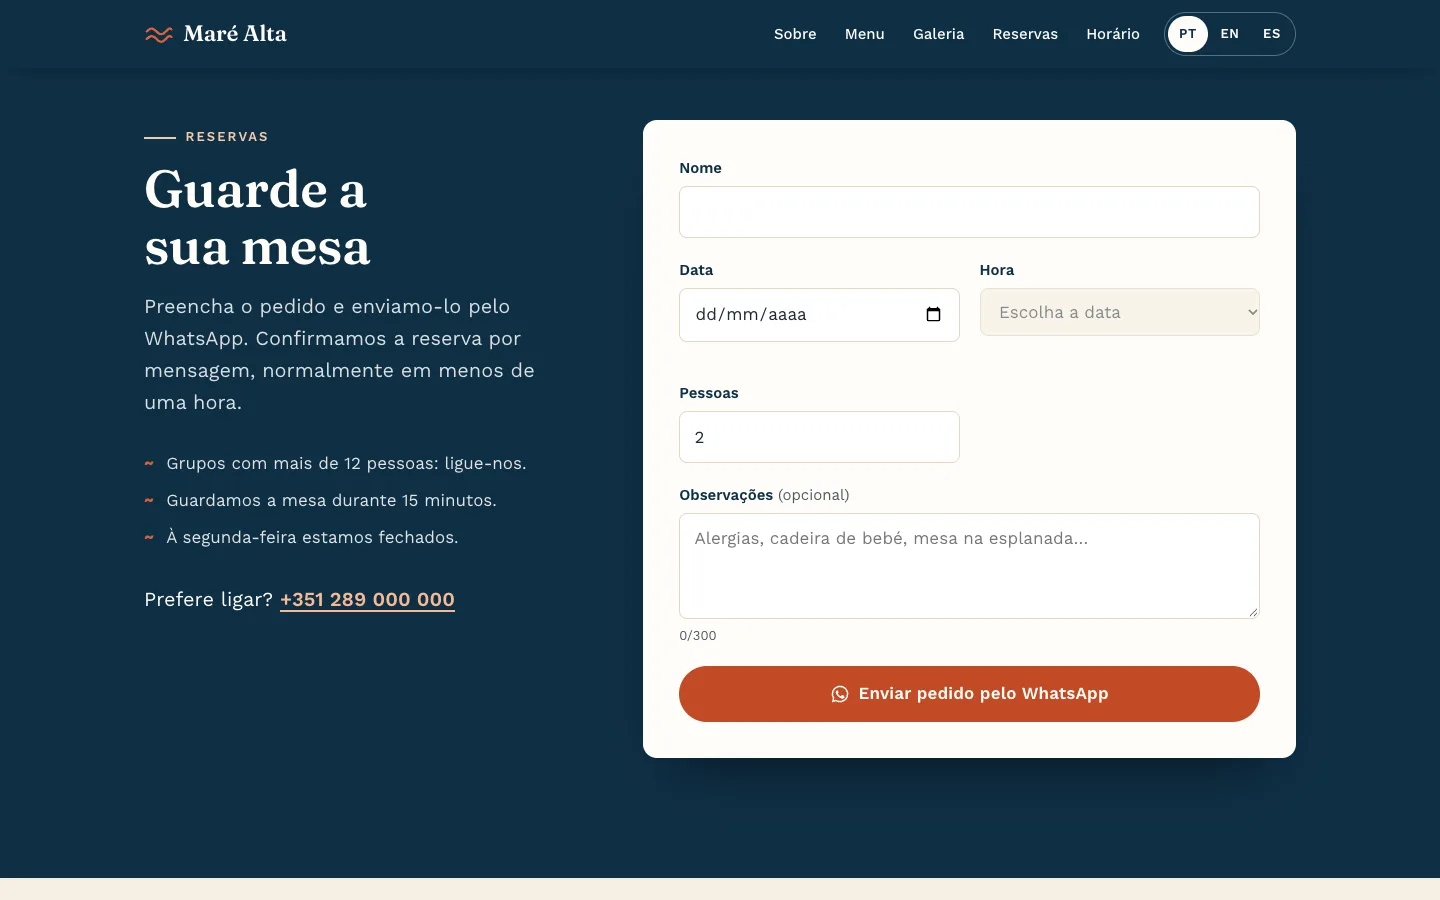 Maré Alta
Sobre Menu Galeria Reservas Horário PT EN ES
RESERVAS
Guarde a
sua mesa
Preencha o pedido e enviamo-lo pelo
WhatsApp. Confirmamos a reserva por
mensagem, normalmente em menos de
uma hora.
~ Grupos com mais de 12 pessoas: ligue-nos.
~ Guardamos a mesa durante 15 minutos.
~ À segunda-feira estamos fechados.
Prefere ligar? +351 289 000 000
Nome
Data Hora
dd/mm/aaaa Escolha a data
Pessoas
2
Observações (opcional)
Alergias, cadeira de bebé, mesa na esplanada...
0/300
Enviar pedido pelo WhatsApp